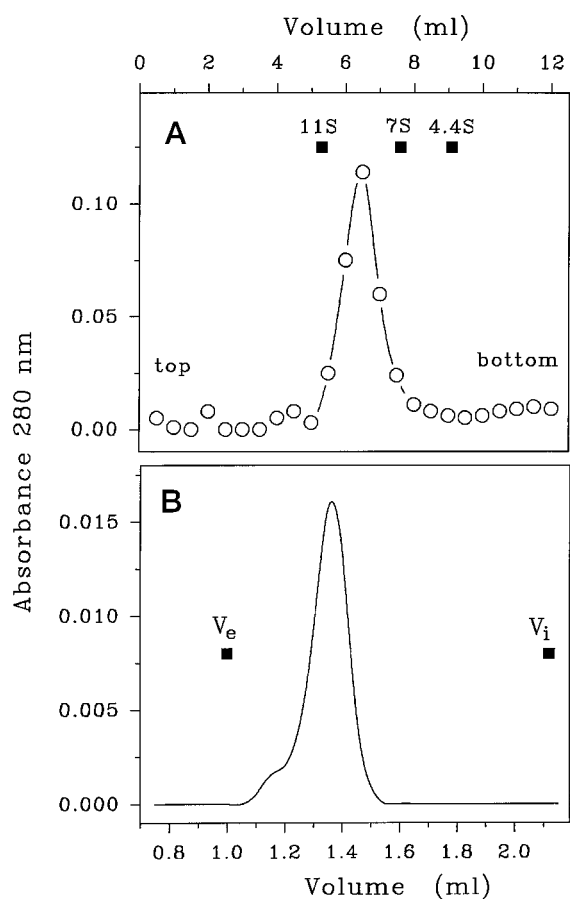 Volume (ml)
0 2 4 6 8 10 12
A
11S 7S 4.4S
0.10
0.05
0.00
top
bottom
Absorbance 280 nm
B
0.015
0.010
0.005
0.000
Ve
Vi
0.8 1.0 1.2 1.4 1.6 1.8 2.0
Volume (ml)